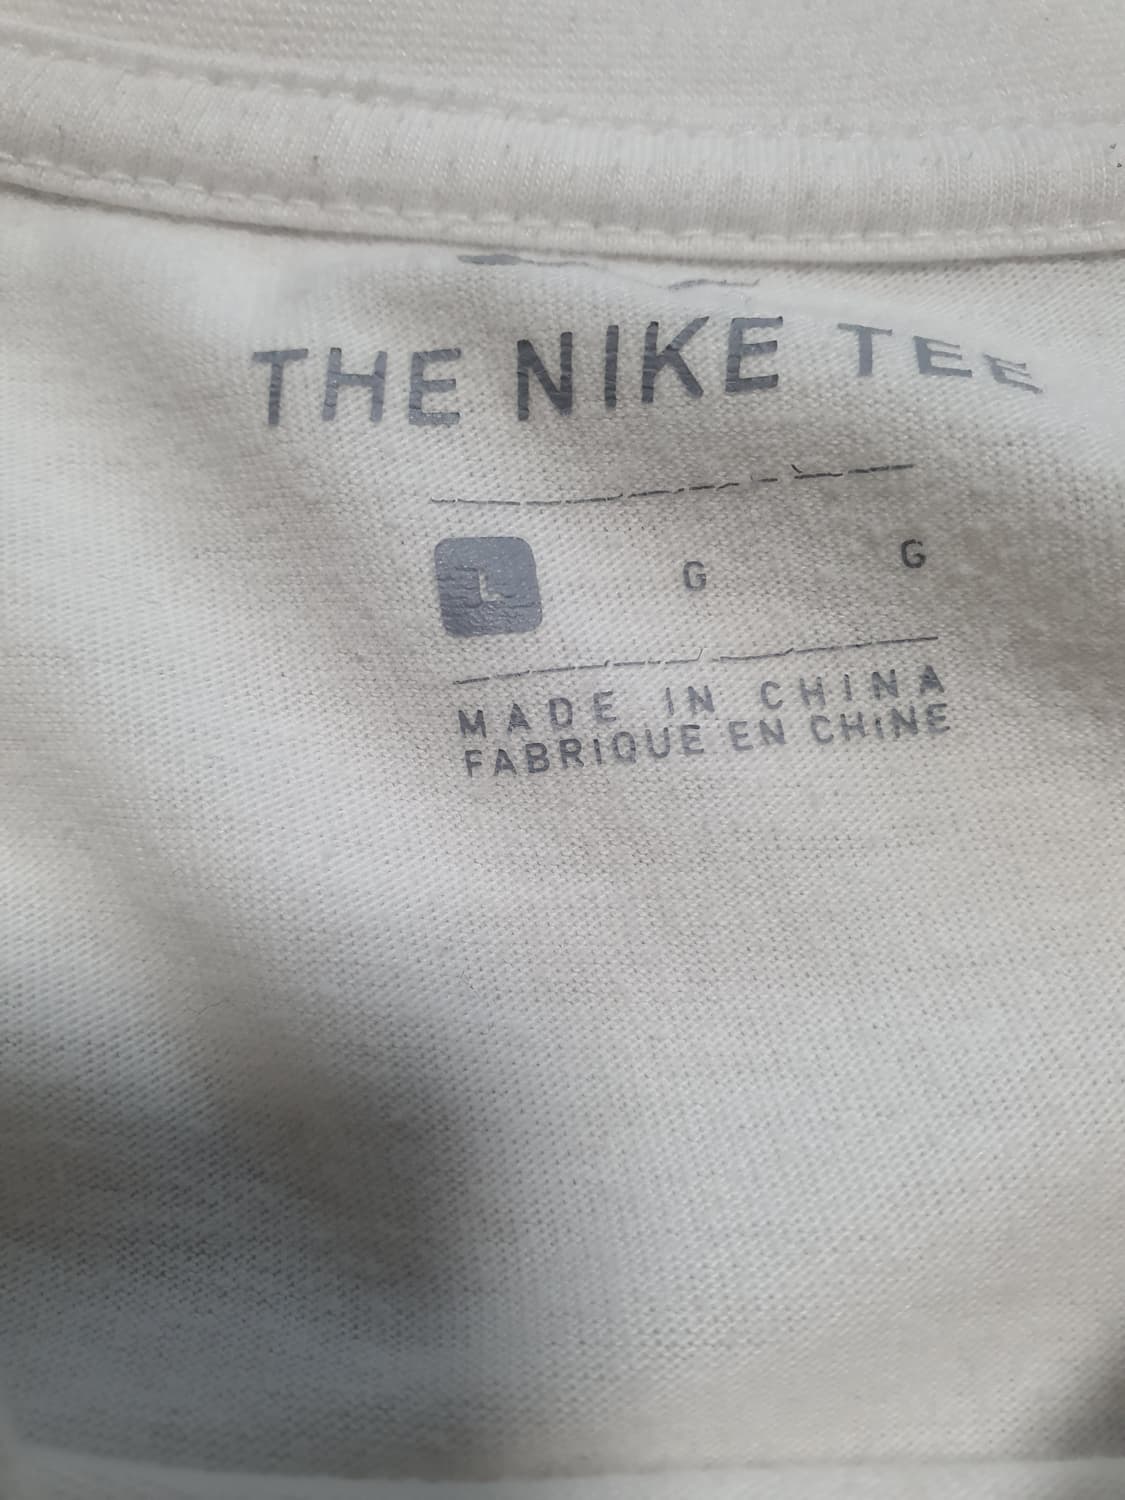 THE NIKE TEE
L G G
MADE IN CHINA
FABRIQUE EN CHINE